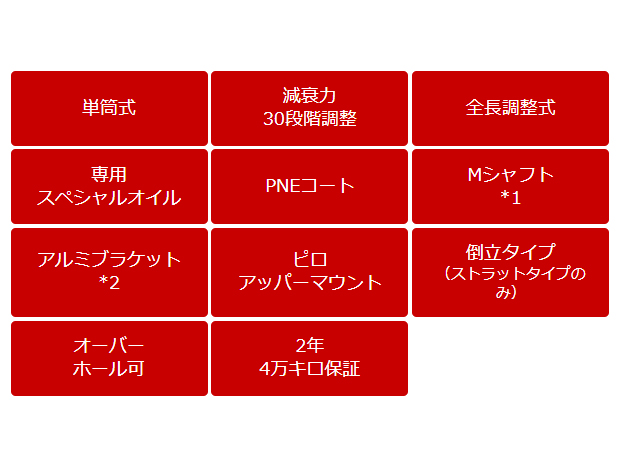 単筒式
減衰力
30段階調整
全長調整式
専用
スペシャルオイル
PNEコート
Mシャフト
*1
アルミブラケット
*2
ピロ
アッパーマウント
倒立タイプ
（ストラットタイプの
み）
オーバー
ホール可
2年
4万キロ保証